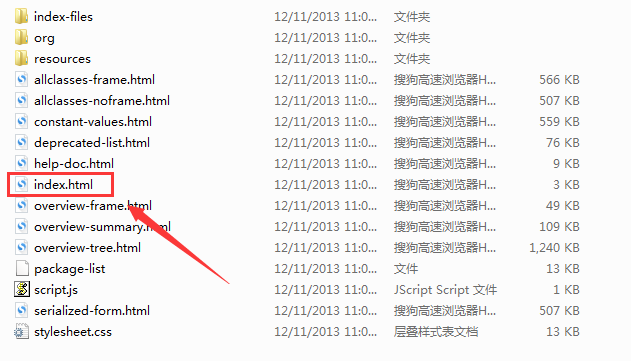 index-files 12/11/2013 11:0... 文件夹
org 12/11/2013 11:0... 文件夹
resources 12/11/2013 11:0... 文件夹
allclasses-frame.html 12/11/2013 11:0... 搜狗高速浏览器H... 566 KB
allclasses-noframe.html 12/11/2013 11:0... 搜狗高速浏览器H... 507 KB
constant-values.html 12/11/2013 11:0... 搜狗高速浏览器H... 559 KB
deprecated-list.html 12/11/2013 11:0... 搜狗高速浏览器H... 76 KB
help-doc.html 12/11/2013 11:0... 搜狗高速浏览器H... 9 KB
index.html 12/11/2013 11:0... 搜狗高速浏览器H... 3 KB
overview-frame.html 12/11/2013 11:0... 搜狗高速浏览器H... 49 KB
overview-summary.html 12/11/2013 11:0... 搜狗高速浏览器H... 109 KB
overview-tree.html 12/11/2013 11:0... 搜狗高速浏览器H... 1,240 KB
package-list 12/11/2013 11:0... 文件 13 KB
script.js 12/11/2013 11:0... JScript Script 文件 1 KB
serialized-form.html 12/11/2013 11:0... 搜狗高速浏览器H... 507 KB
stylesheet.css 12/11/2013 11:0... 层叠样式表文档 13 KB